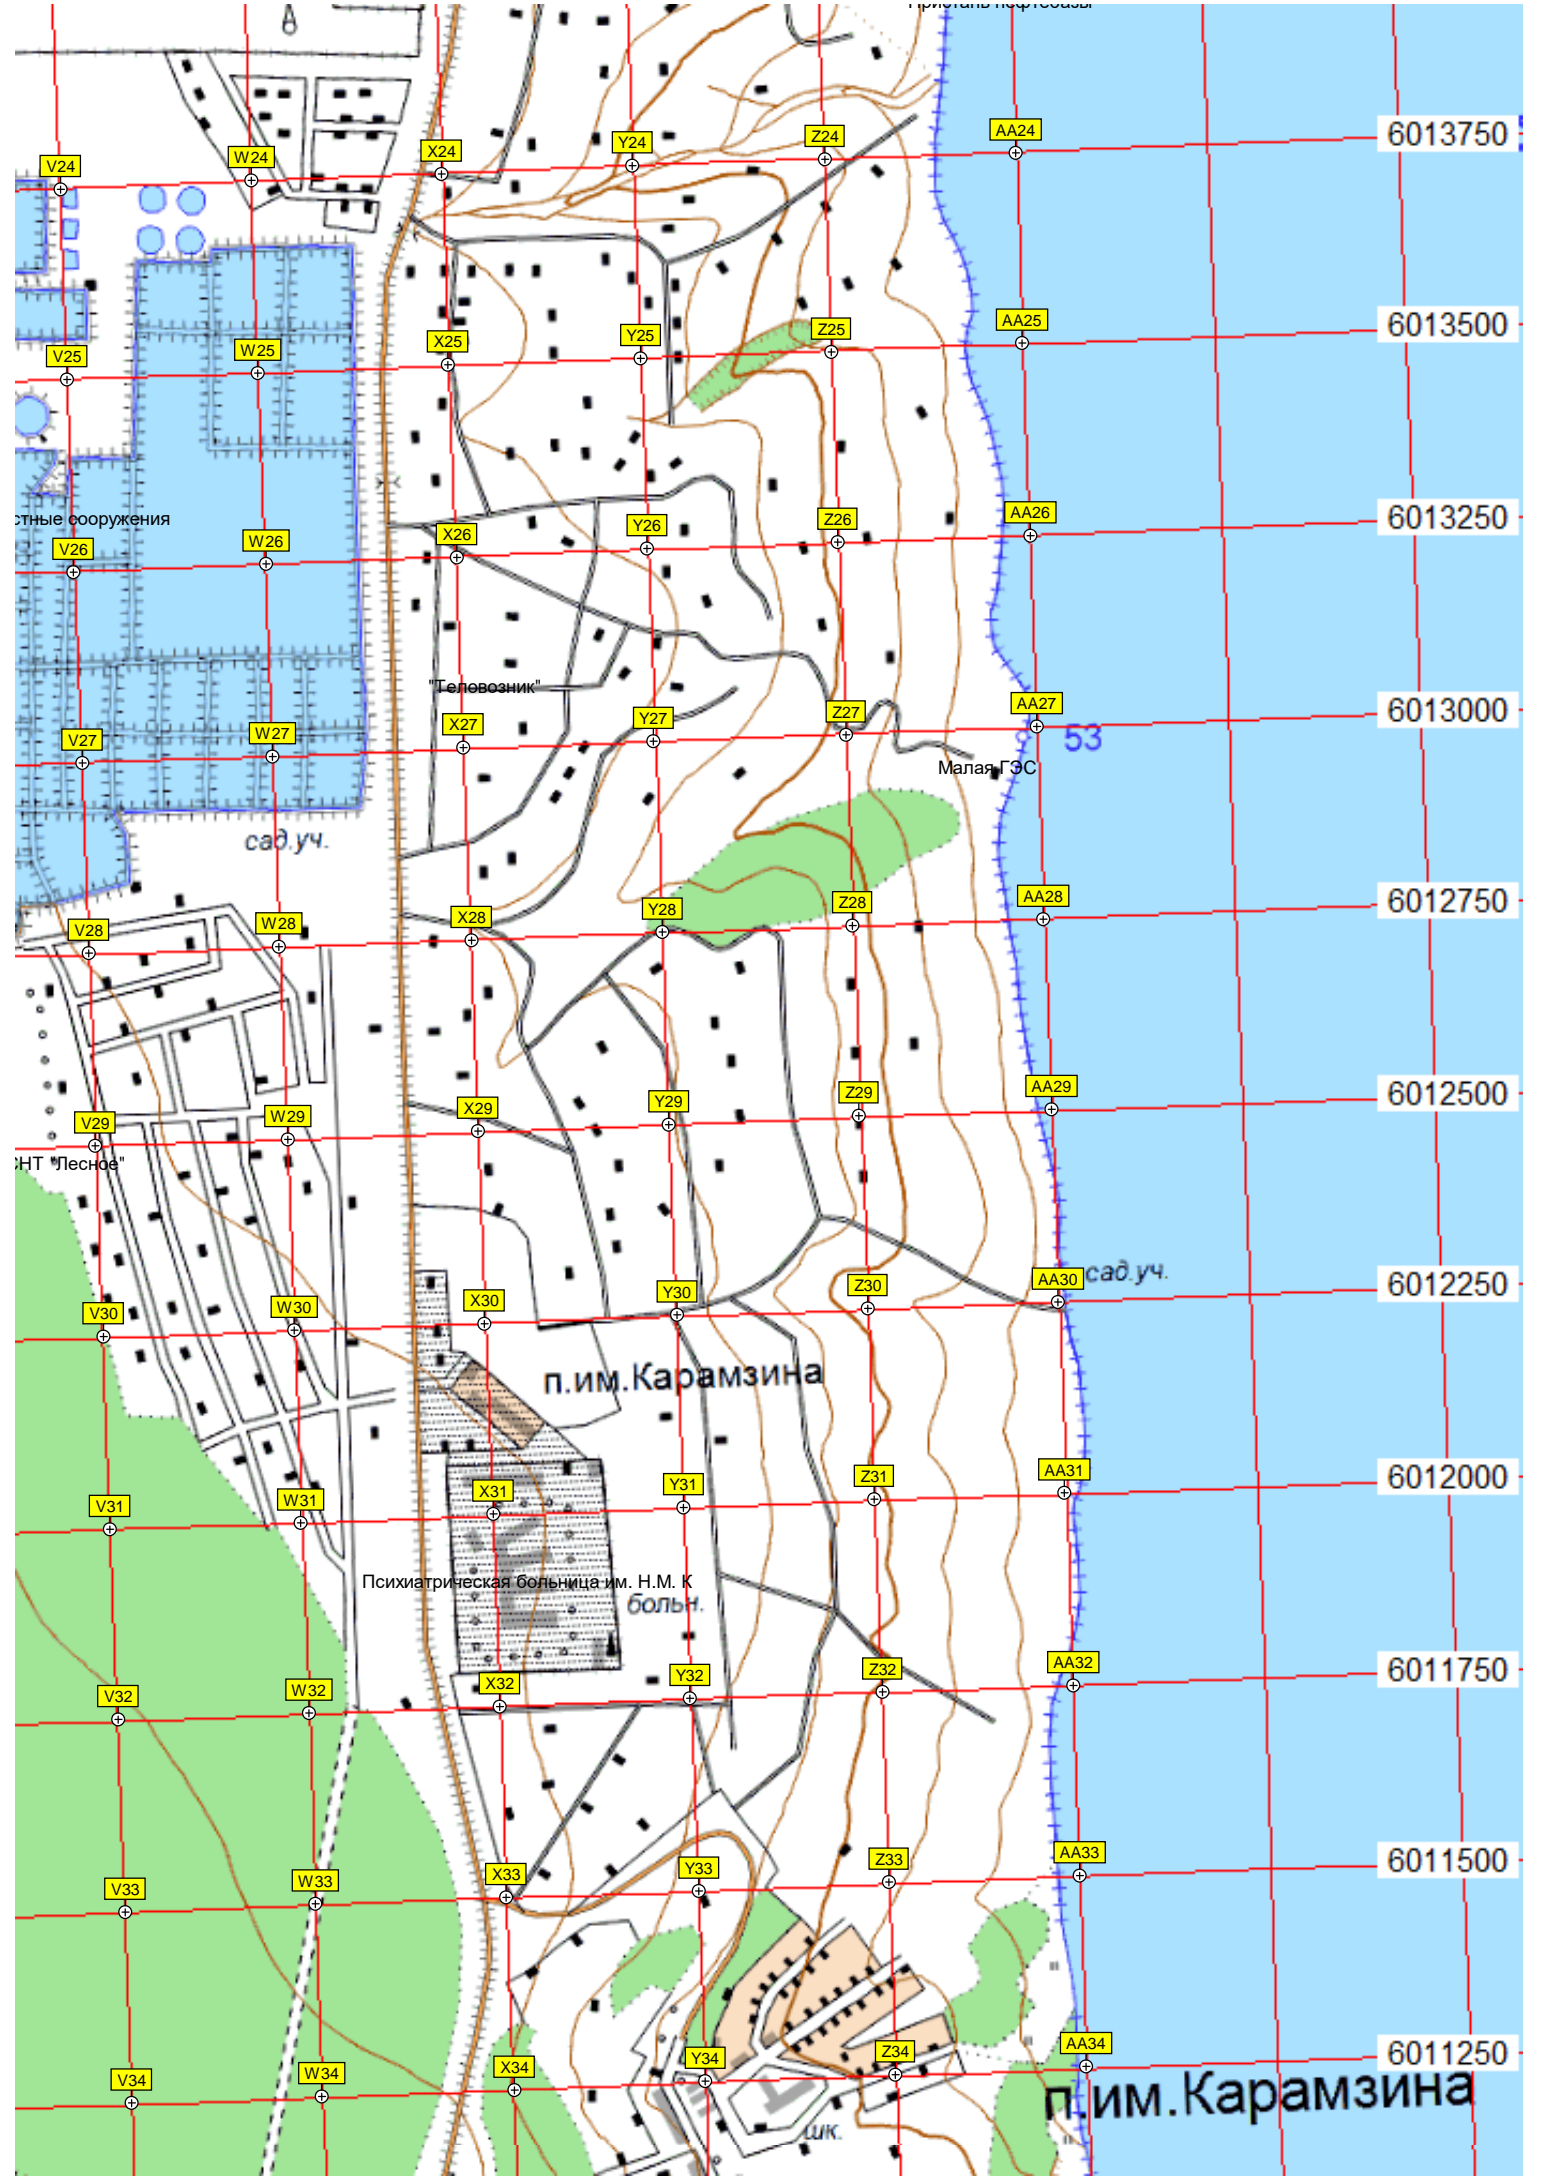 Пристань нефтебазы
V24 W24 X24 Y24 Z24 AA24 6013750
V25 W25 X25 Y25 Z25 AA25 6013500
стные сооружения
V26 W26 X26 Y26 Z26 AA26 6013250
"Тепловозник"
V27 W27 X27 Y27 Z27 AA27 6013000
53
Малая ГЭС
сад.уч.
V28 W28 X28 Y28 Z28 AA28 6012750
V29 W29 X29 Y29 Z29 AA29 6012500
СНТ "Лесное"
сад.уч.
V30 W30 X30 Y30 Z30 AA30 6012250
п.им.Карамзина
V31 W31 X31 Y31 Z31 AA31 6012000
Психиатрическая больница им. Н.М. К
больн.
V32 W32 X32 Y32 Z32 AA32 6011750
V33 W33 X33 Y33 Z33 AA33 6011500
V34 W34 X34 Y34 Z34 AA34 6011250
п.им.Карамзина
шк.